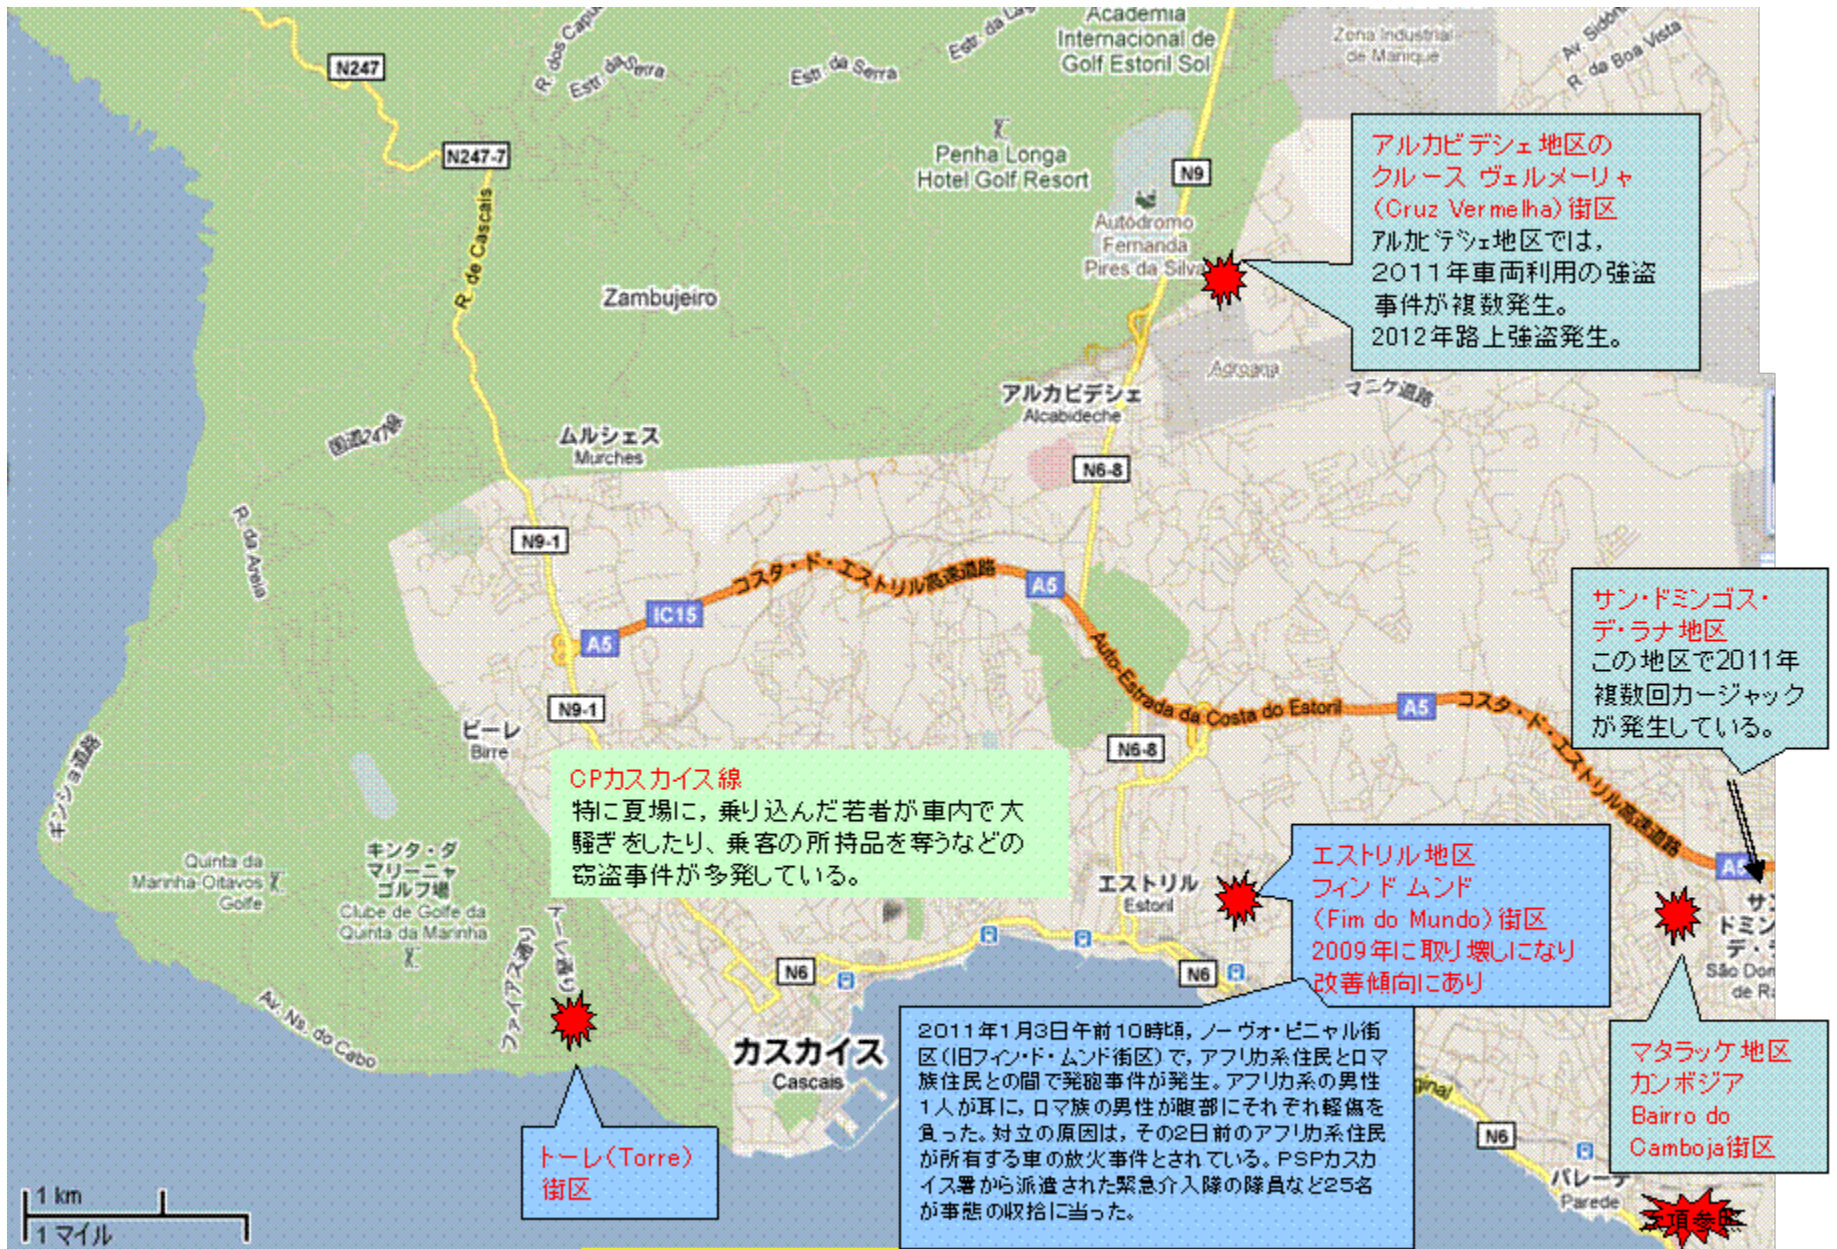 Academia
Internacional de
Golf Estoril Sol
Zona Industrial
de Manique
Av. Sidónio
R. da Boa Vista
R. dos Capu
Estr. da Serra
Estr. da Serra
Estr. da Lag
N247
N247-7
R. de Cascais
Penha Longa
Hotel Golf Resort
N9
Autódromo
Fernanda
Pires da Silva
アルカビデシェ地区の
クルース ヴェルメーリャ
(Cruz Vermelha)街区
アルカビデシェ地区では,
2011年車両利用の強盗
事件が複数発生。
2012年路上強盗発生。
Zambujeiro
Agroana
マニケ道路
アルカビデシェ
Alcabideche
国道247号線
ムルシェス
Murches
N6-8
R. da Areia
N9-1
コスタ・ド・エストリル高速道路
A5
IC15
A5
サン・ドミンゴス・
デ・ラナ地区
この地区で2011年
複数回カージャック
が発生している。
Auto-Estrada da Costa do Estoril
A5
コスタ・ド・エストリル高速道路
N9-1
N6-8
ビーレ
Birre
ギンショ道路
CPカスカイス線
特に夏場に，乗り込んだ若者が車内で大
騒ぎをしたり、乗客の所持品を奪うなどの
窃盗事件が多発している。
キンタ・ダ
マリーニャ
ゴルフ場
Clube de Golfe da
Quinta da Marinha
Quinta da
Marinha-Oitavos
Golfe
エストリル
Estoril
エストリル地区
フィンド ムンド
(Fim do Mundo)街区
2009年に取り壊しになり
改善傾向にあり
A5
サン
ドミン
デ・ラ
São Dom
de Ra
トーレ通り
ファイアス通り
N6
N6
Av. Ns. do Cabo
カスカイス
Cascais
2011年1月3日午前10時頃，ノーヴォ・ピニャル街
区(旧フィン・ド・ムンド街区)で，アフリカ系住民とロマ
族住民との間で発砲事件が発生。アフリカ系の男性
1人が耳に，ロマ族の男性が腹部にそれぞれ軽傷を
負った。対立の原因は，その2日前のアフリカ系住民
が所有する車の放火事件とされている。PSPカスカ
イス署から派遣された緊急介入隊の隊員など25名
が事態の収拾に当った。
マタラッケ地区
カンボジア
Bairro do
Camboja街区
ginal
N6
トーレ(Torre)
街区
パレーデ
Parede
項参照
1 km
1 マイル